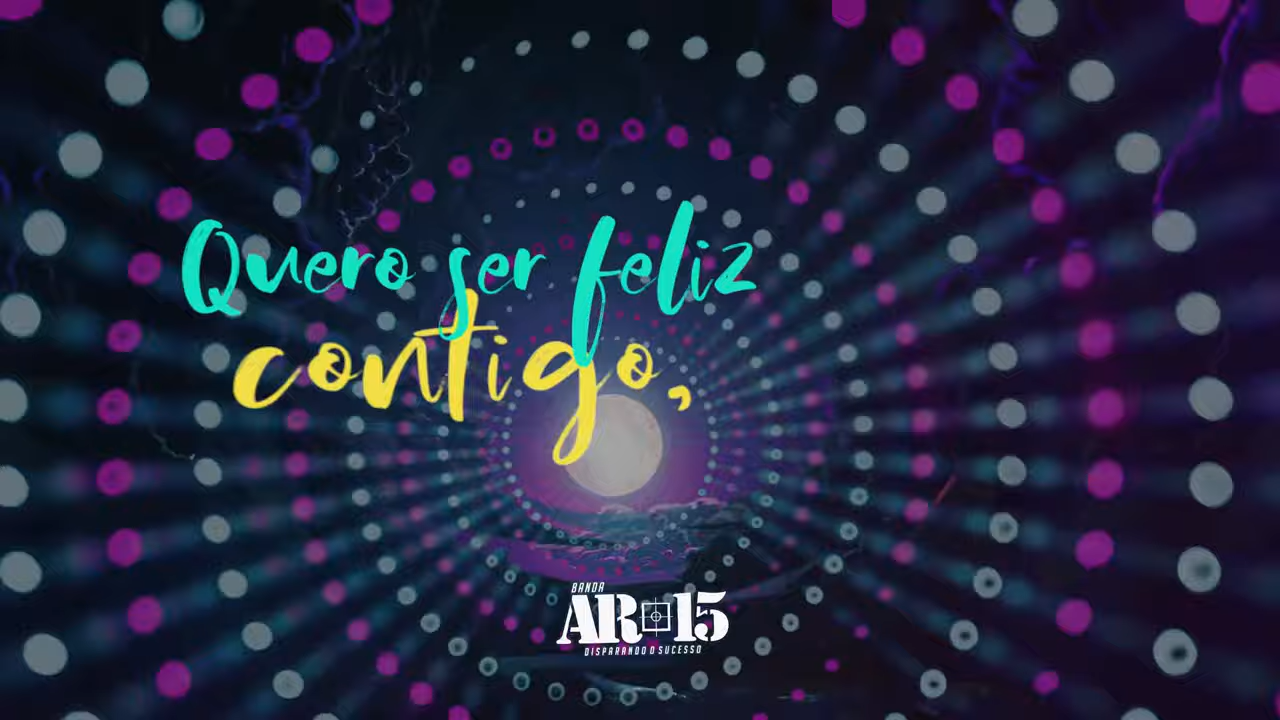 Quero ser feliz
contigo,
BANDA
AR-15
DISPARANDO O SUCESSO